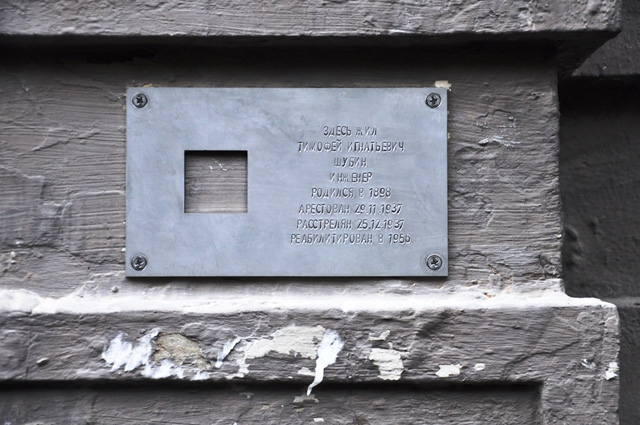 ЗДЕСЬ ЖИЛ
ТИМОФЕЙ ИГНАТЬЕВИЧ
ШУБИН
ИНЖЕНЕР
РОДИЛСЯ В 1898
АРЕСТОВАН 29.11.1937
РАССТРЕЛЯН 25.12.1937
РЕАБИЛИТИРОВАН В 1956